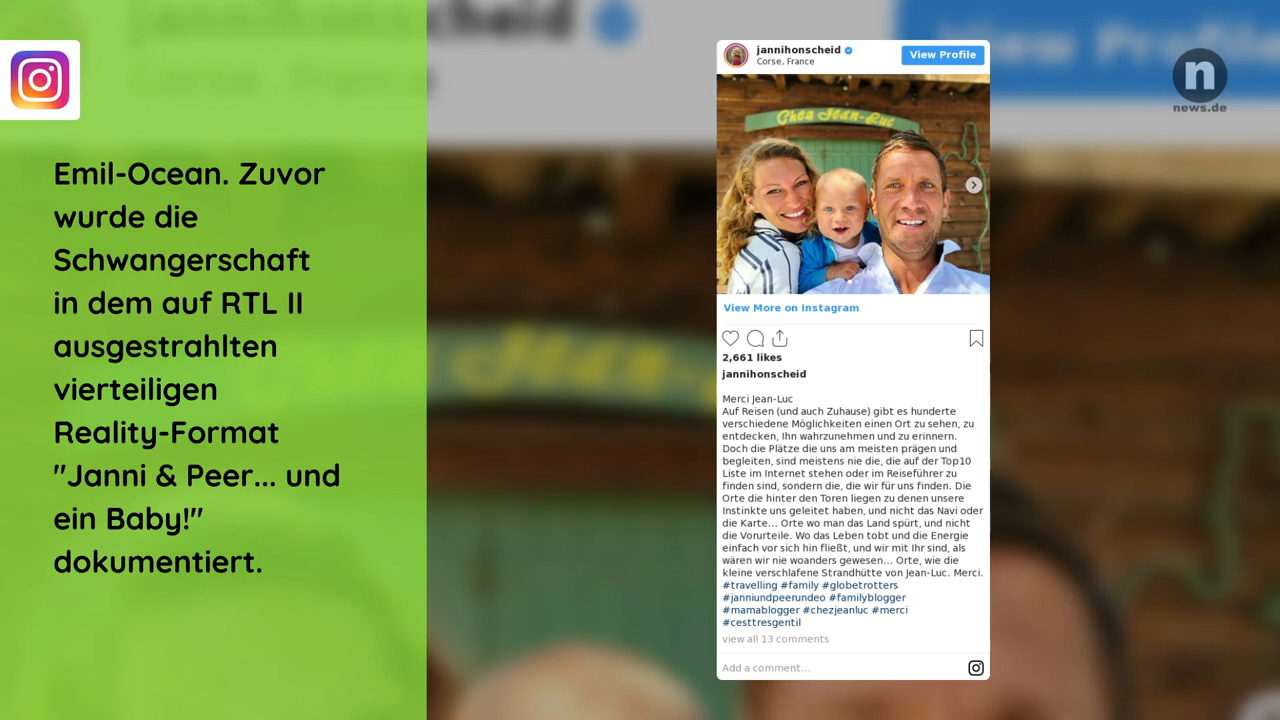 Emil-Ocean. Zuvor
wurde die
Schwangerschaft
in dem auf RTL II
ausgestrahlten
vierteiligen
Reality-Format
"Janni & Peer... und
ein Baby!"
dokumentiert.
jannihonscheid
Corse, France
View Profile
Chez Jean-Luc
View More on Instagram
2,661 likes
jannihonscheid
Merci Jean-Luc
Auf Reisen (und auch Zuhause) gibt es hunderte
verschiedene Möglichkeiten einen Ort zu sehen, zu
entdecken, Ihn wahrzunehmen und zu erinnern.
Doch die Plätze die uns am meisten prägen und
begleiten, sind meistens nie die, die auf der Top10
Liste im Internet stehen oder im Reiseführer zu
finden sind, sondern die, die wir für uns finden. Die
Orte die hinter den Toren liegen zu denen unsere
Instinkte uns geleitet haben, und nicht das Navi oder
die Karte... Orte wo man das Land spürt, und nicht
die Vorurteile. Wo das Leben tobt und die Energie
einfach vor sich hin fließt, und wir mit Ihr sind, als
wären wir nie woanders gewesen... Orte, wie die
kleine verschlafene Strandhütte von Jean-Luc. Merci.
#travelling #family #globetrotters
#janniundpeerundeo #familyblogger
#mamablogger #chezjeanluc #merci
#cesttresgentil
view all 13 comments
Add a comment...
n
news.de